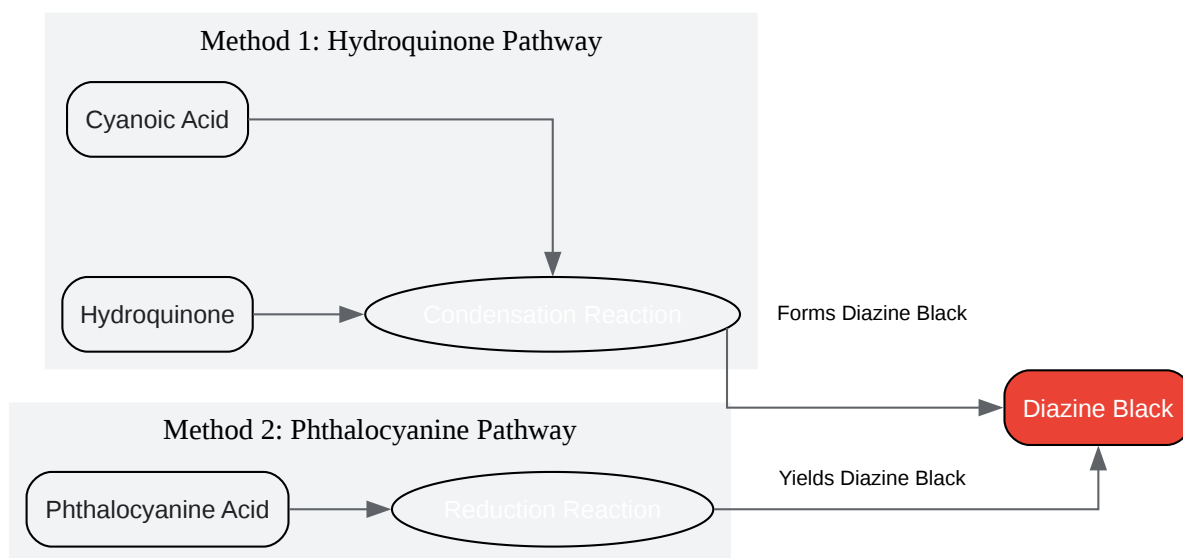 Method 1: Hydroquinone Pathway
Cyanoic Acid
Hydroquinone
Condensation Reaction
Forms Diazine Black
Diazine Black
Method 2: Phthalocyanine Pathway
Phthalocyanine Acid
Reduction Reaction
Yields Diazine Black